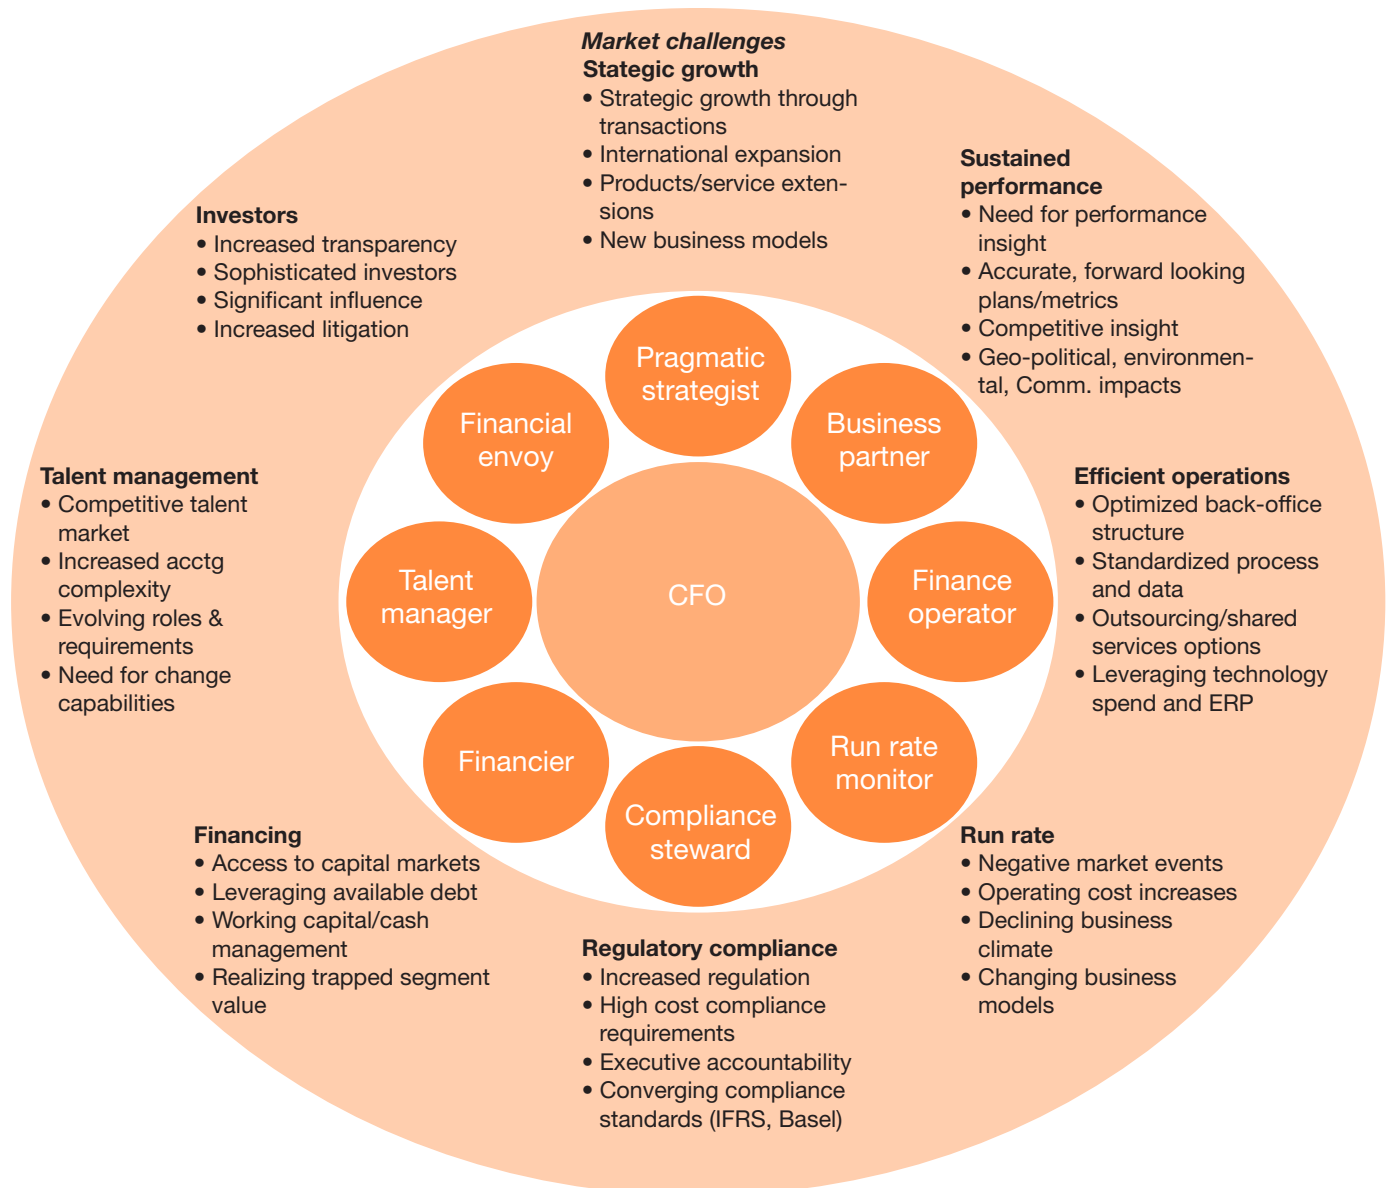 Market challenges
Stategic growth
• Strategic growth through
transactions
• International expansion
• Products/service exten-
sions
• New business models
Sustained
performance
• Need for performance
insight
• Accurate, forward looking
plans/metrics
• Competitive insight
• Geo-political, environmen-
tal, Comm. impacts
Efficient operations
• Optimized back-office
structure
• Standardized process
and data
• Outsourcing/shared
services options
• Leveraging technology
spend and ERP
Run rate
• Negative market events
• Operating cost increases
• Declining business
climate
• Changing business
models
Regulatory compliance
• Increased regulation
• High cost compliance
requirements
• Executive accountability
• Converging compliance
standards (IFRS, Basel)
Financing
• Access to capital markets
• Leveraging available debt
• Working capital/cash
management
• Realizing trapped segment
value
Talent management
• Competitive talent
market
• Increased acctg
complexity
• Evolving roles &
requirements
• Need for change
capabilities
Investors
• Increased transparency
• Sophisticated investors
• Significant influence
• Increased litigation
Pragmatic
strategist
Business
partner
Finance
operator
Run rate
monitor
Compliance
steward
Financier
Talent
manager
Financial
envoy
CFO